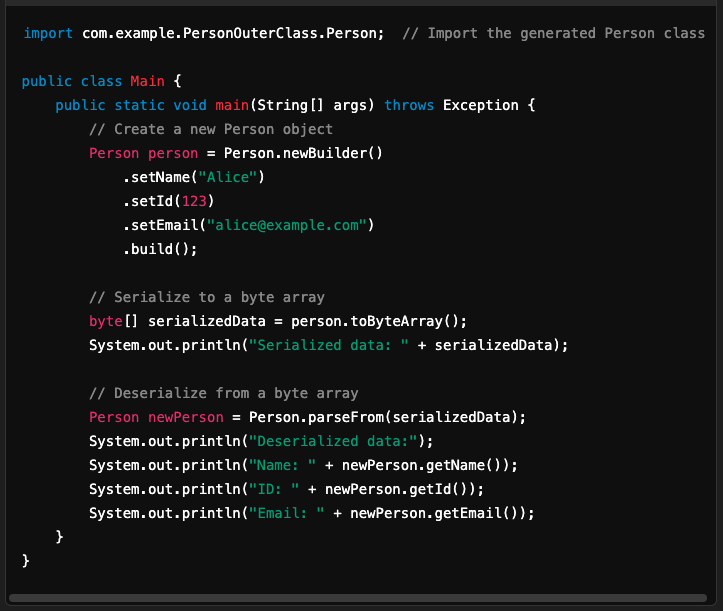 import com.example.PersonOuterClass.Person;  // Import the generated Person class

public class Main {
    public static void main(String[] args) throws Exception {
        // Create a new Person object
        Person person = Person.newBuilder()
            .setName("Alice")
            .setId(123)
            .setEmail("alice@example.com")
            .build();

        // Serialize to a byte array
        byte[] serializedData = person.toByteArray();
        System.out.println("Serialized data: " + serializedData);

        // Deserialize from a byte array
        Person newPerson = Person.parseFrom(serializedData);
        System.out.println("Deserialized data:");
        System.out.println("Name: " + newPerson.getName());
        System.out.println("ID: " + newPerson.getId());
        System.out.println("Email: " + newPerson.getEmail());
    }
}